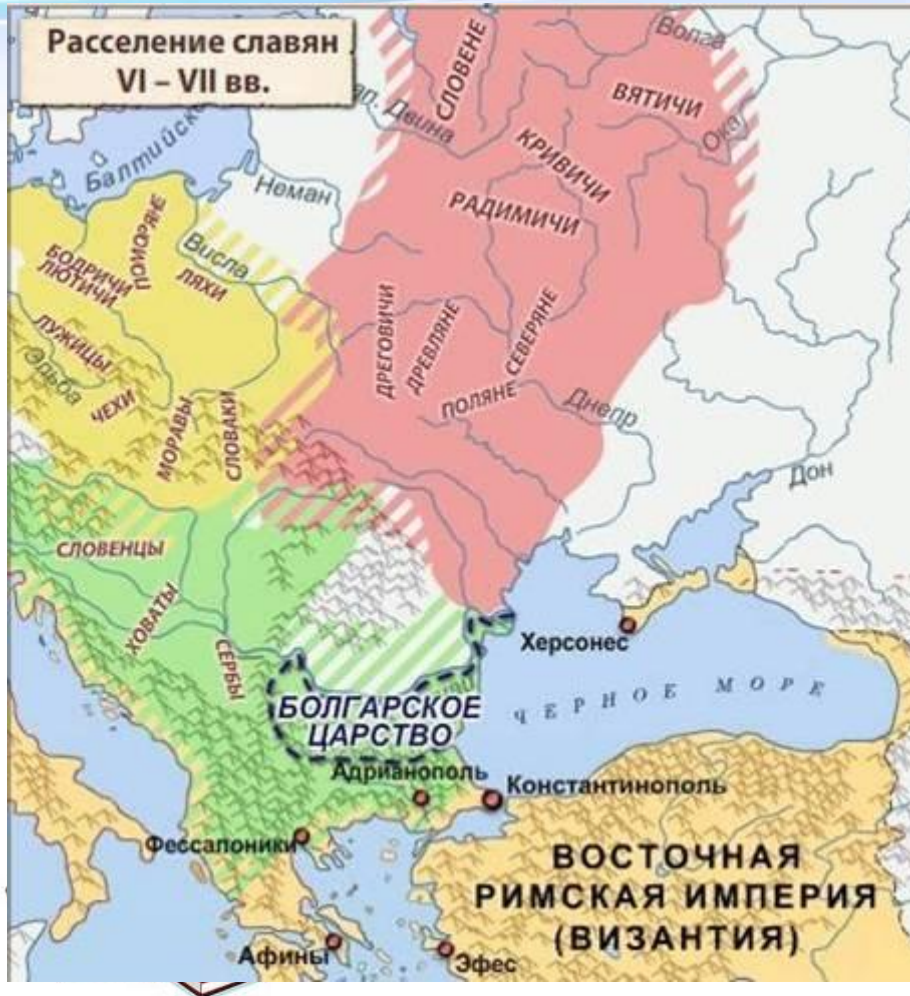 Расселение славян
VI – VII вв.
Волга
СЛОВЕНЕ
ВЯТИЧИ
ап. Двина
Ока
КРИВИЧИ
Балтийско
Неман
РАДИМИЧИ
ПОМОРЯНЕ
Висла
БОДРИЧИ
ЛЮТИЧИ
ЛЯХИ
ДРЕГОВИЧИ
ДРЕВЛЯНЕ
СЕВЕРЯНЕ
ЛУЖИЦЫ
Эльба
ЧЕХИ
МОРАВЫ
СЛОВАКИ
ПОЛЯНЕ
Днепр
Дон
СЛОВЕНЦЫ
ХОВАТЫ
СЕРБЫ
Херсонес
ЧЕРНОЕ МОРЕ
БОЛГАРСКОЕ
ЦАРСТВО
Адрианополь
Константинополь
Фессалоники
ВОСТОЧНАЯ
РИМСКАЯ ИМПЕРИЯ
(ВИЗАНТИЯ)
Афины
Эфес